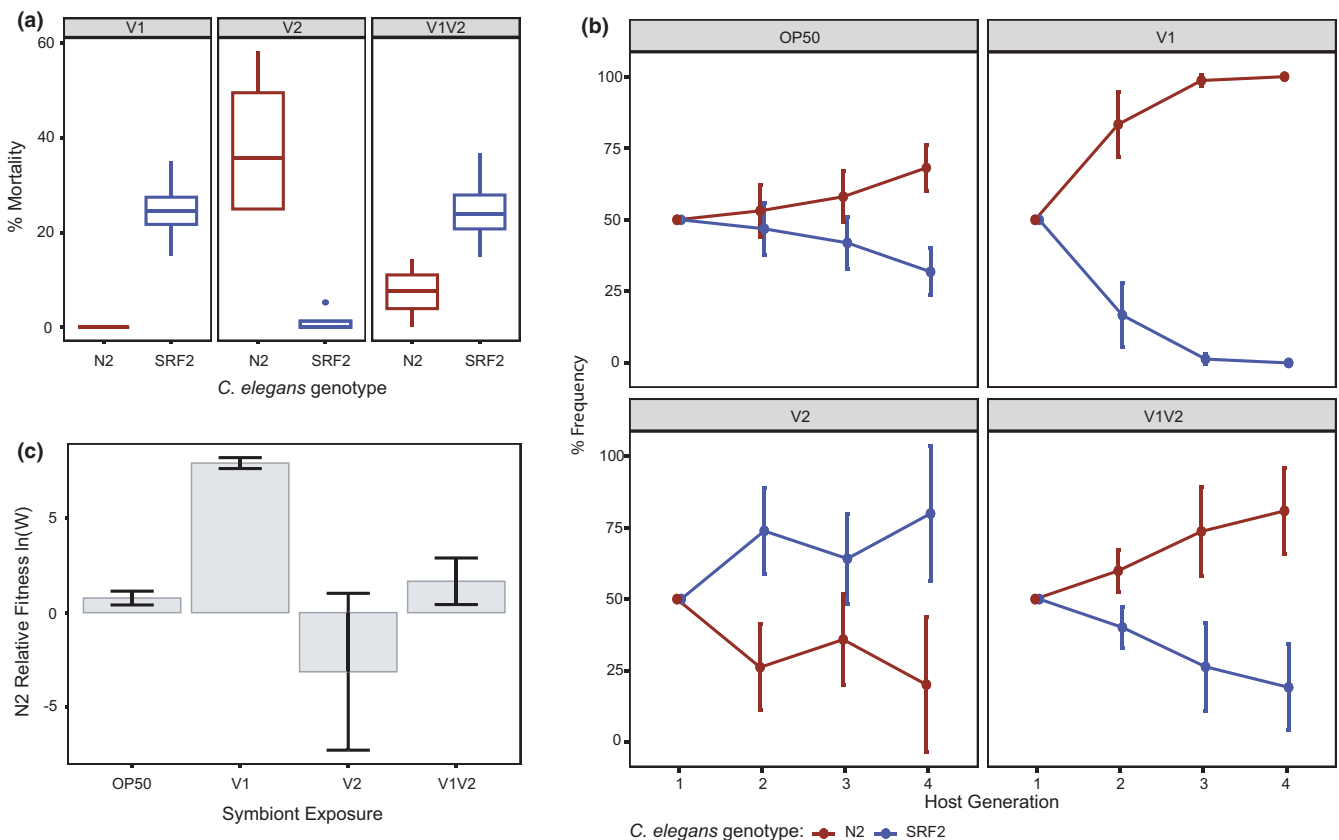 (a)
V1 V2 V1V2
60
40
20
0
% Mortality
N2 SRF2 N2 SRF2 N2 SRF2
C. elegans genotype
(b)
OP50 V1
100
75
50
25
0
V2 V1V2
100
75
50
25
0
% Frequency
1 2 3 4 1 2 3 4
Host Generation
C. elegans genotype: N2 SRF2
(c)
5
0
-5
N2 Relative Fitness ln(W)
OP50 V1 V2 V1V2
Symbiont Exposure